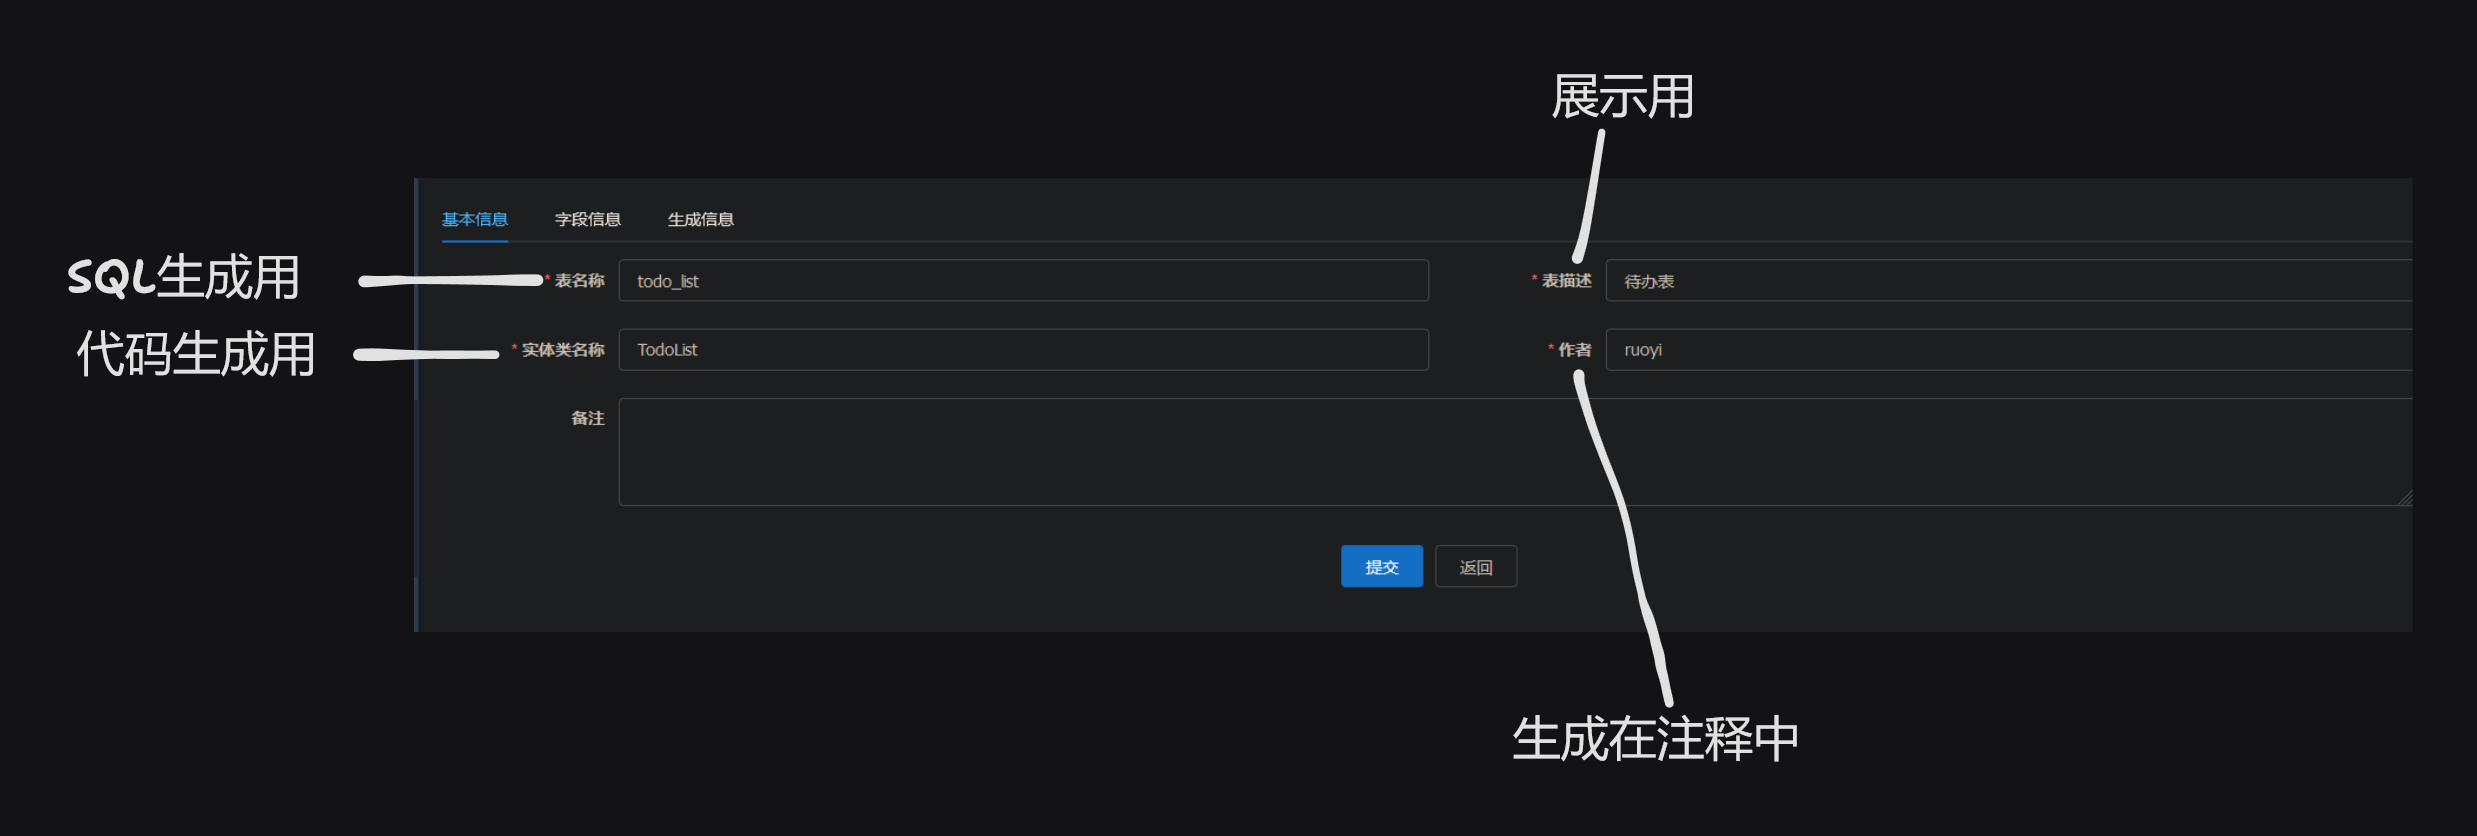 展示用
基本信息 字段信息 生成信息
SQL生成用
* 表名称 todo_list
* 表描述 待办表
代码生成用
* 实体类名称 TodoList
* 作者 ruoyi
备注
提交 返回
生成在注释中